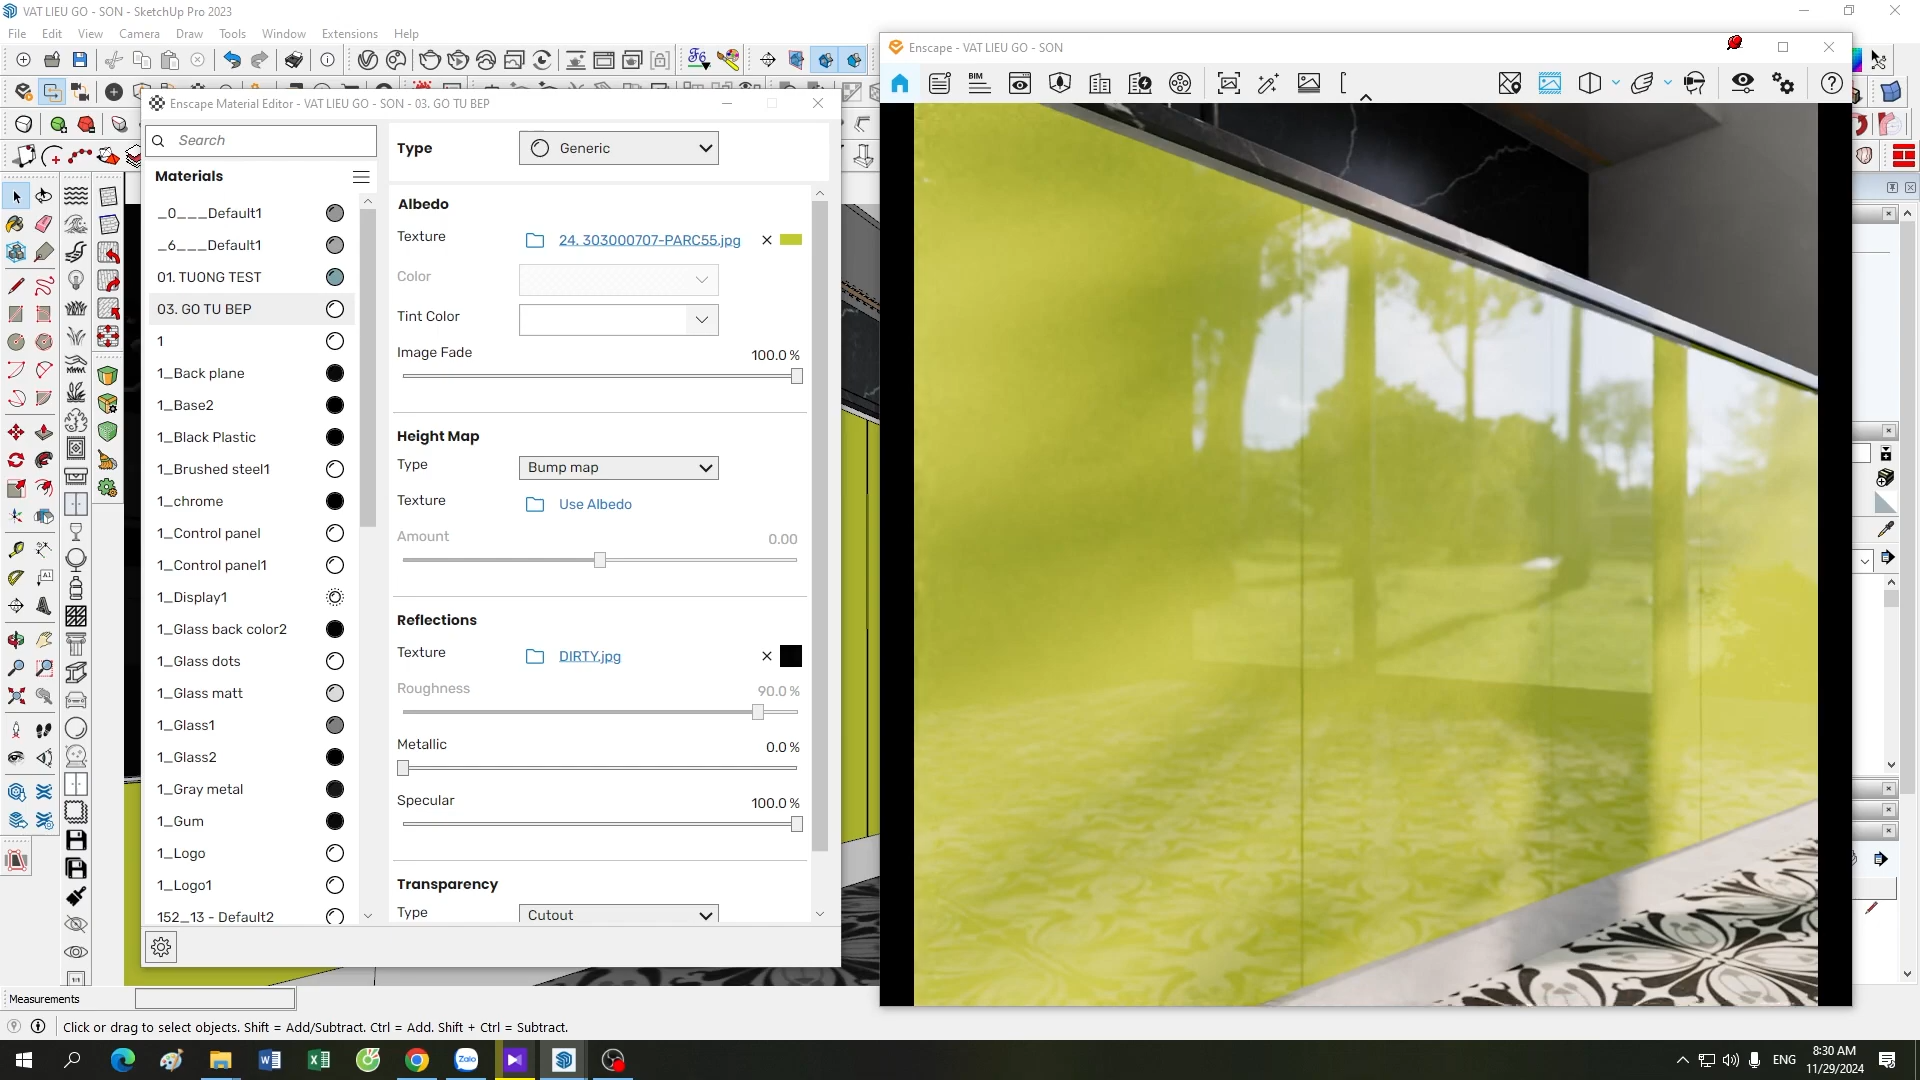 VAT LIEU GO - SON - SketchUp Pro 2023
File Edit View Camera Draw Tools Window Extensions Help
Enscape - VAT LIEU GO - SON
BIM
Enscape Material Editor - VAT LIEU GO - SON - 03. GO TU BEP
Search
Materials
_0___Default1
_6___Default1
01. TUONG TEST
03. GO TU BEP
1
1_Back plane
1_Base2
1_Black Plastic
1_Brushed steel1
1_chrome
1_Control panel
1_Control panel1
1_Display1
1_Glass back color2
1_Glass dots
1_Glass matt
1_Glass1
1_Glass2
1_Gray metal
1_Gum
1_Logo
1_Logo1
152_13 - Default2
Type Generic
Albedo
Texture 24. 303000707-PARC55.jpg
Color
Tint Color
Image Fade 100.0 %
Height Map
Type Bump map
Texture Use Albedo
Amount 0.00
Reflections
Texture DIRTY.jpg
Roughness 90.0 %
Metallic 0.0 %
Specular 100.0 %
Transparency
Type Cutout
Measurements
Click or drag to select objects. Shift = Add/Subtract. Ctrl = Add. Shift + Ctrl = Subtract.
Zalo
ENG
8:30 AM
11/29/2024